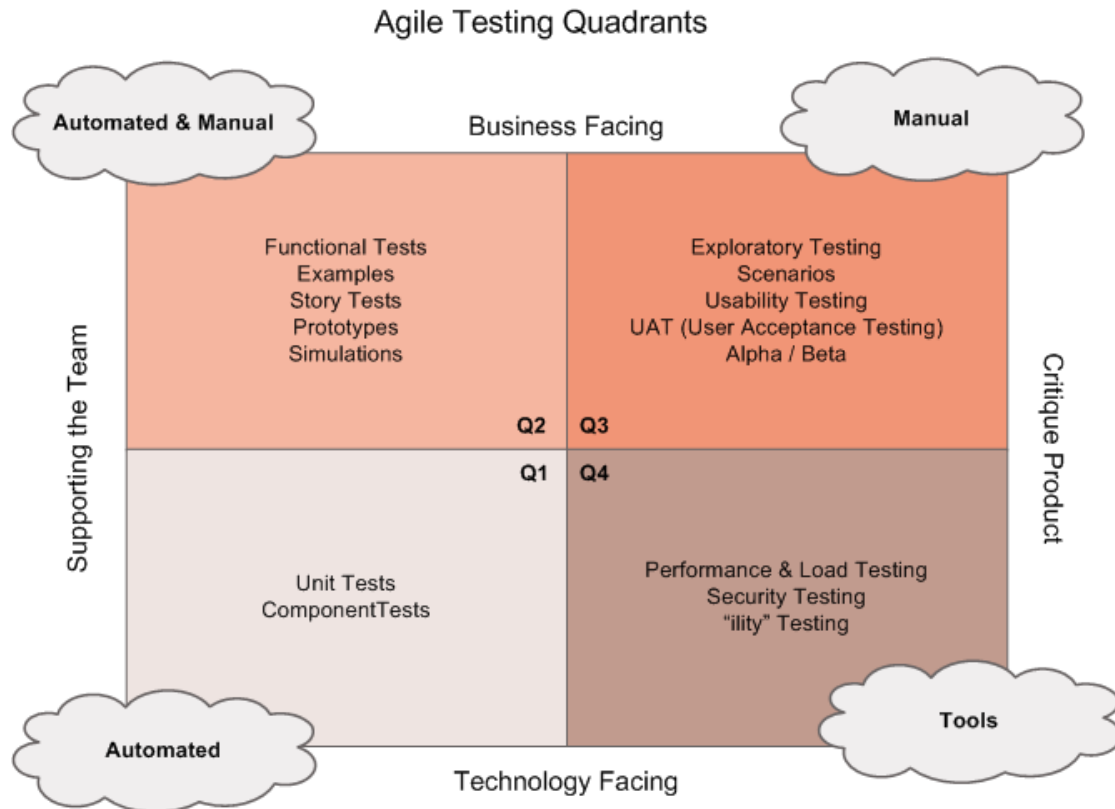 Agile Testing Quadrants
Automated & Manual
Business Facing
Manual
Functional Tests
Examples
Story Tests
Prototypes
Simulations
Exploratory Testing
Scenarios
Usability Testing
UAT (User Acceptance Testing)
Alpha / Beta
Supporting the Team
Critique Product
Q2
Q3
Q1
Q4
Unit Tests
ComponentTests
Performance & Load Testing
Security Testing
“ility” Testing
Automated
Technology Facing
Tools